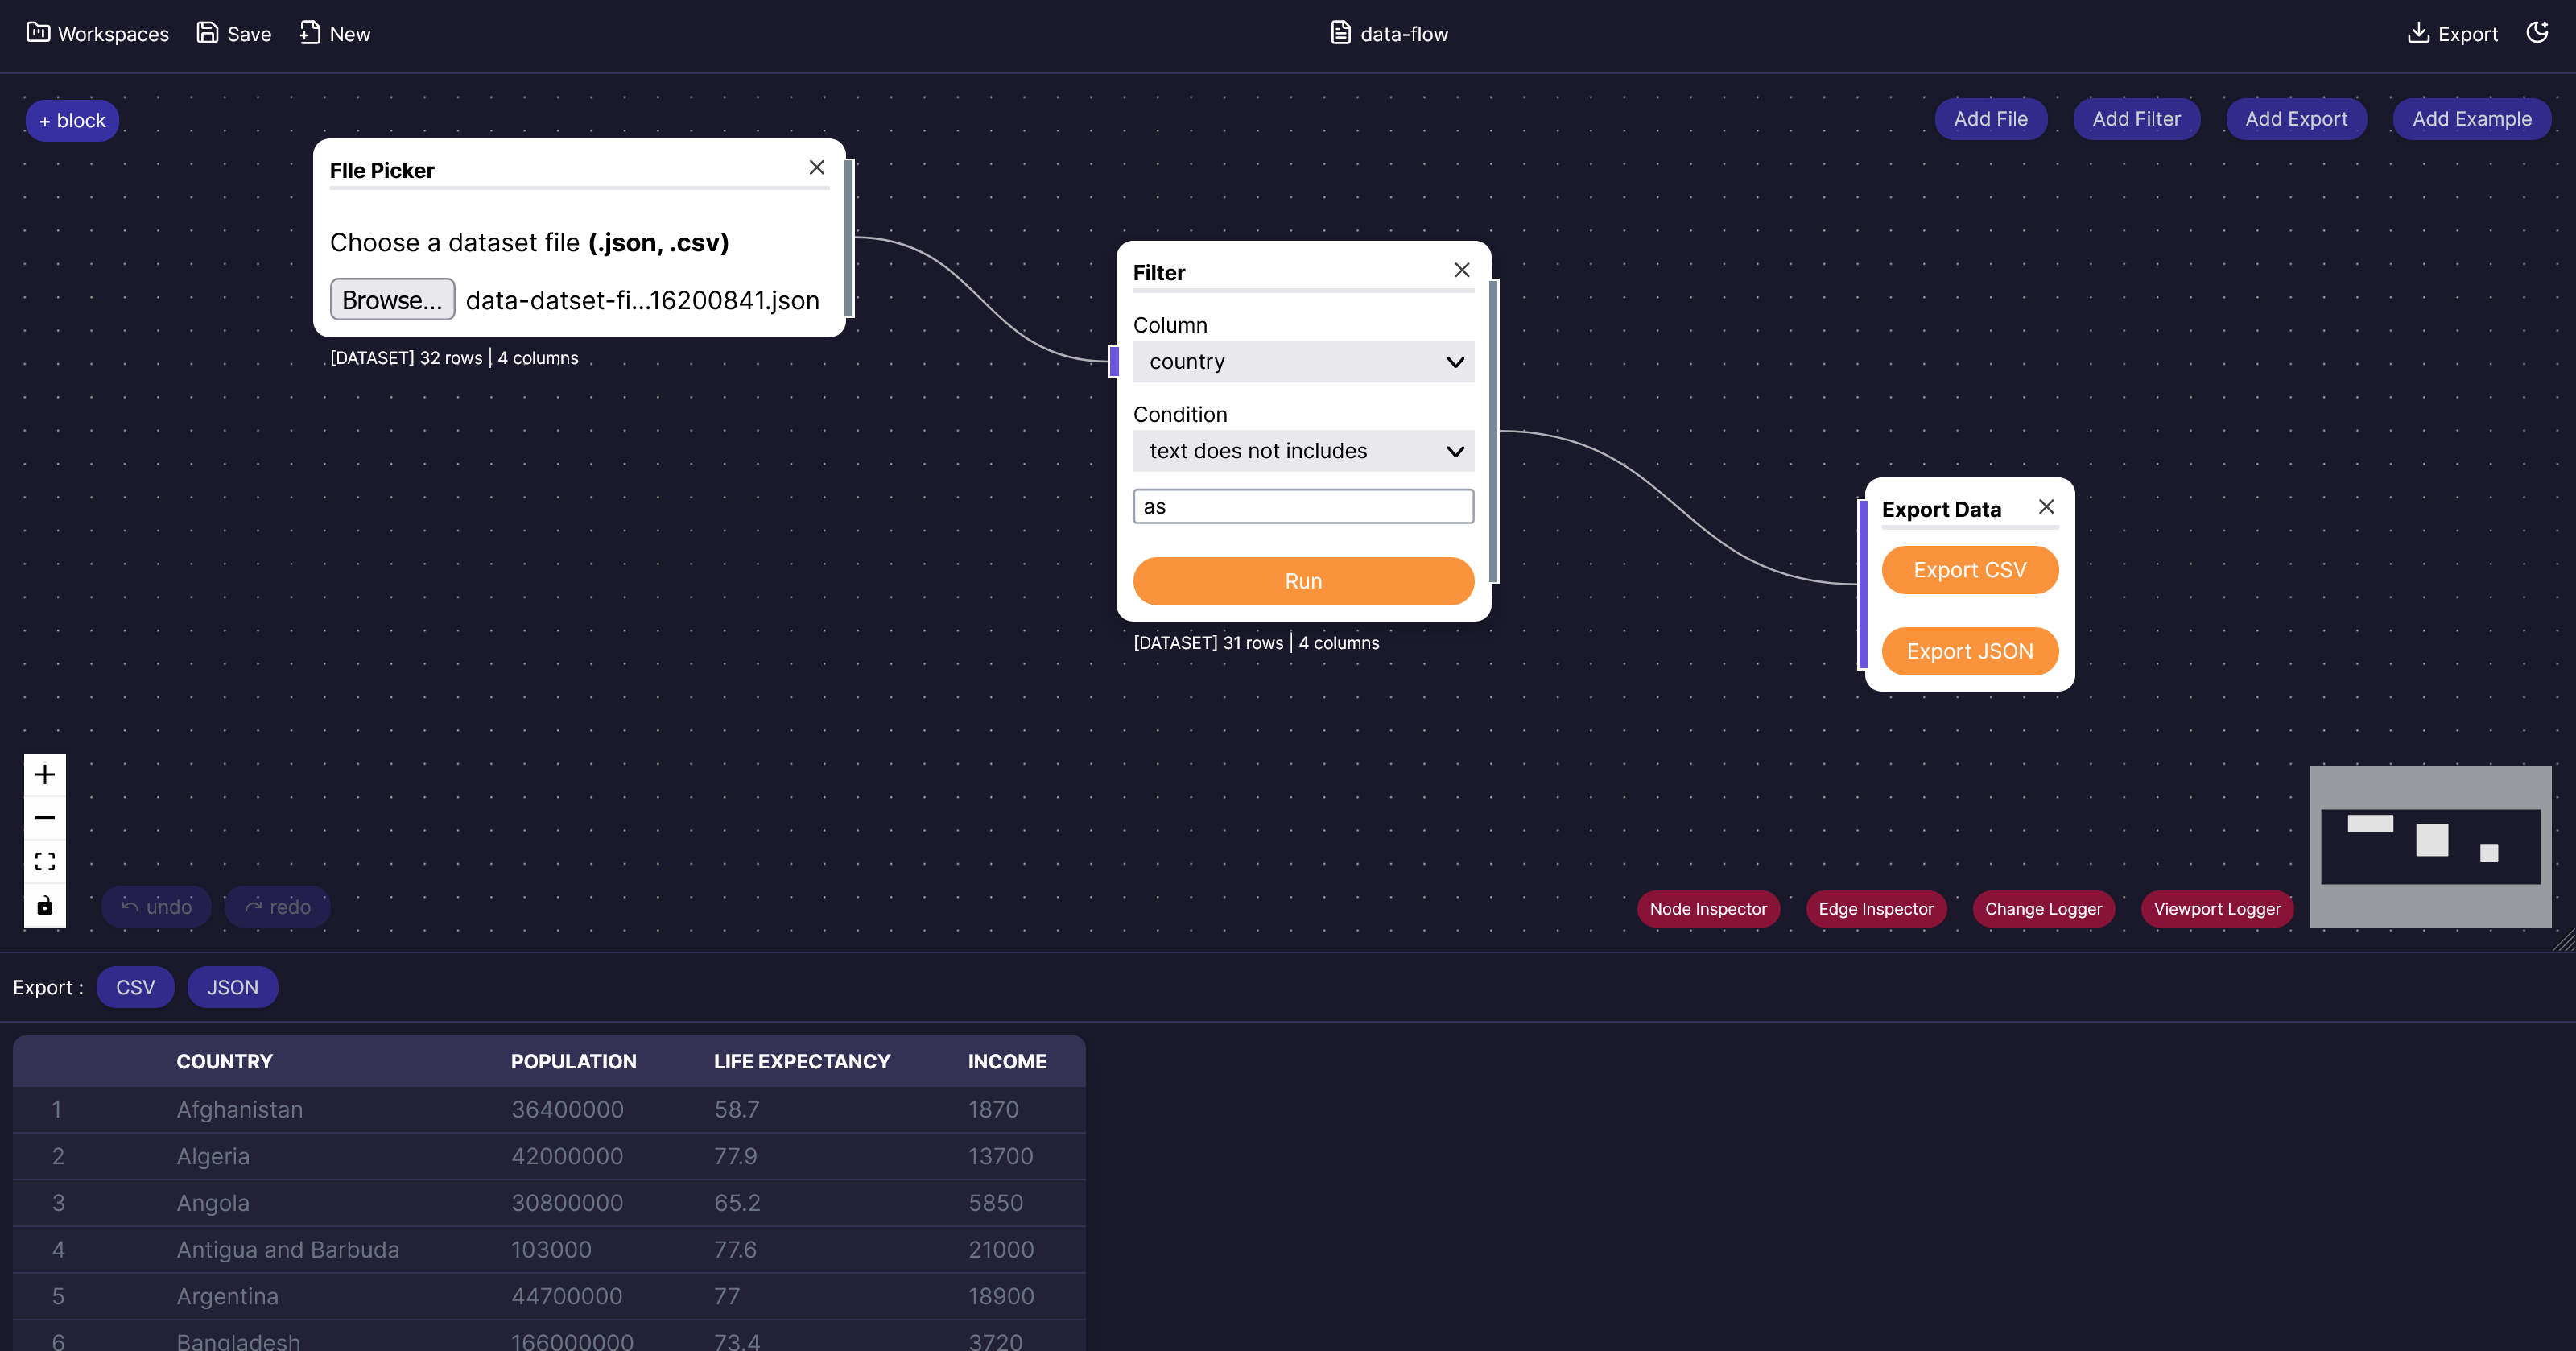 Workspaces Save New data-flow Export
+ block Add File Add Filter Add Export Add Example
FIle Picker
Choose a dataset file (.json, .csv)
Browse... data-datset-fi...16200841.json
[DATASET] 32 rows | 4 columns
Filter
Column
country
Condition
text does not includes
as
Run
[DATASET] 31 rows | 4 columns
Export Data
Export CSV
Export JSON
undo redo
Node Inspector Edge Inspector Change Logger Viewport Logger
Export : CSV JSON
COUNTRY POPULATION LIFE EXPECTANCY INCOME
1 Afghanistan 36400000 58.7 1870
2 Algeria 42000000 77.9 13700
3 Angola 30800000 65.2 5850
4 Antigua and Barbuda 103000 77.6 21000
5 Argentina 44700000 77 18900
6 Bangladesh 166000000 73.4 3720